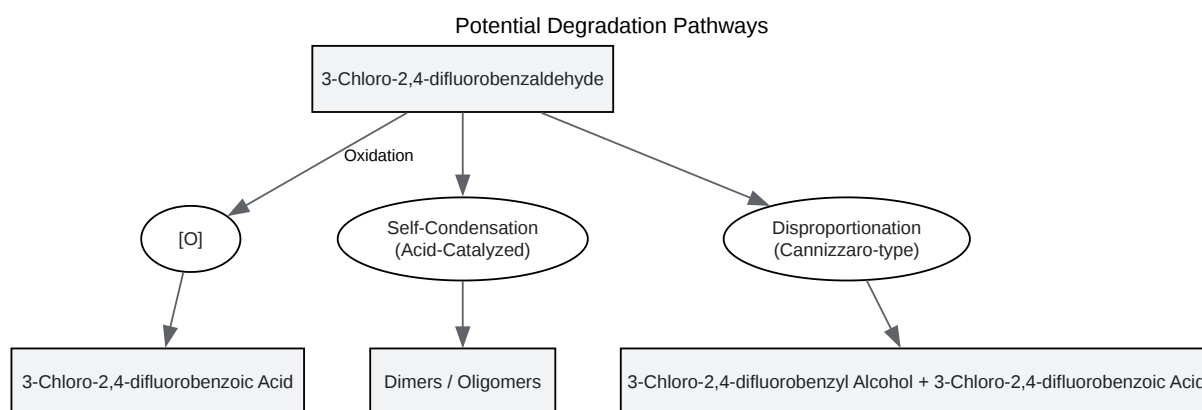 Potential Degradation Pathways
3-Chloro-2,4-difluorobenzaldehyde
Oxidation
[O]
Self-Condensation
(Acid-Catalyzed)
Disproportionation
(Cannizzaro-type)
3-Chloro-2,4-difluorobenzoic Acid
Dimers / Oligomers
3-Chloro-2,4-difluorobenzyl Alcohol + 3-Chloro-2,4-difluorobenzoic Acid